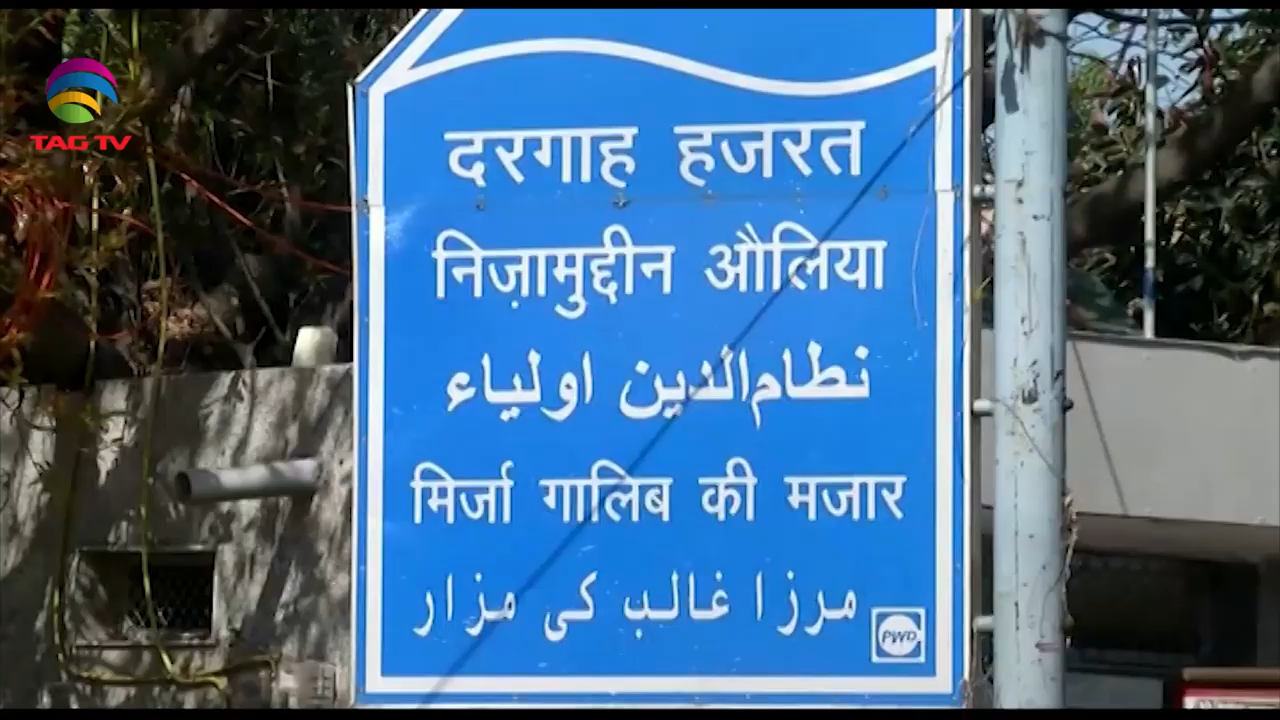 TAG TV
दरगाह हजरत
निज़ामुद्दीन औलिया
نظام الدین اولیاء
मिर्जा गालिब की मजार
مرزا غالب کی مزار
PWD